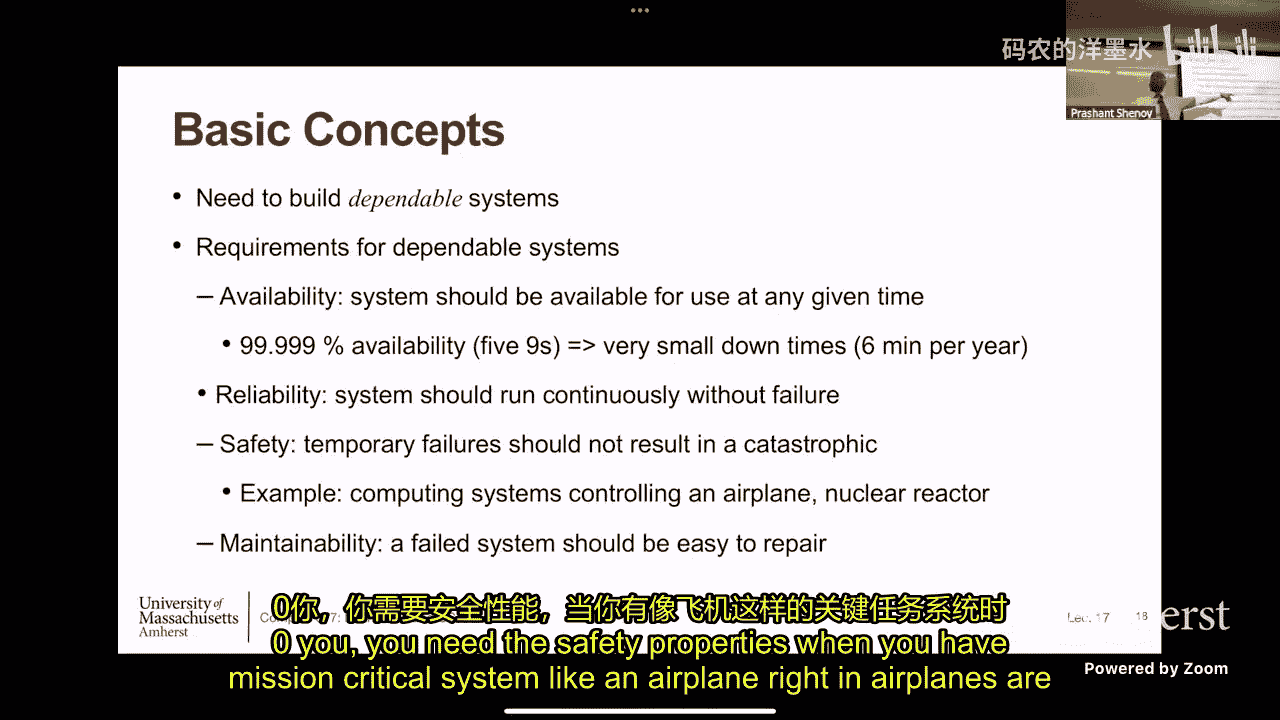 码农的洋墨水 bilibili
Prashant Shenoy
Basic Concepts
• Need to build dependable systems
• Requirements for dependable systems
– Availability: system should be available for use at any given time
• 99.999 % availability (five 9s) => very small down times (6 min per year)
• Reliability: system should run continuously without failure
– Safety: temporary failures should not result in a catastrophic
• Example: computing systems controlling an airplane, nuclear reactor
– Maintainability: a failed system should be easy to repair
University of
Massachusetts
Amherst
Lec. 17
18
erst
0你，你需要安全性能，当你有像飞机这样的关键任务系统时
0 you, you need the safety properties when you have
mission critical system like an airplane right in airplanes are
Powered by Zoom